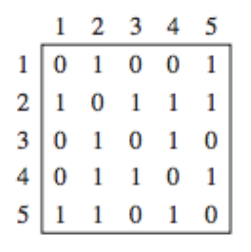 1 2 3 4 5
1 0 1 0 0 1
2 1 0 1 1 1
3 0 1 0 1 0
4 0 1 1 0 1
5 1 1 0 1 0